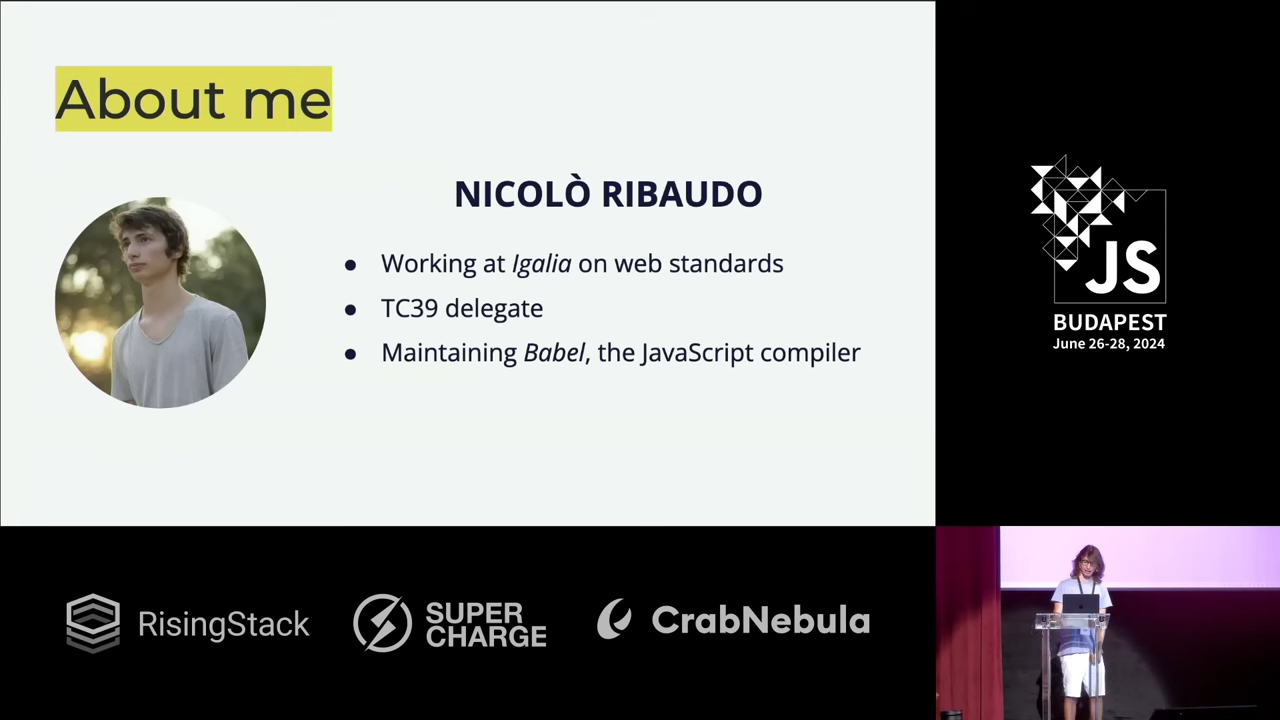 About me
NICOLÒ RIBAUDO
● Working at Igalia on web standards
● TC39 delegate
● Maintaining Babel, the JavaScript compiler
JS
BUDAPEST
June 26-28, 2024
RisingStack
SUPER
CHARGE
CrabNebula